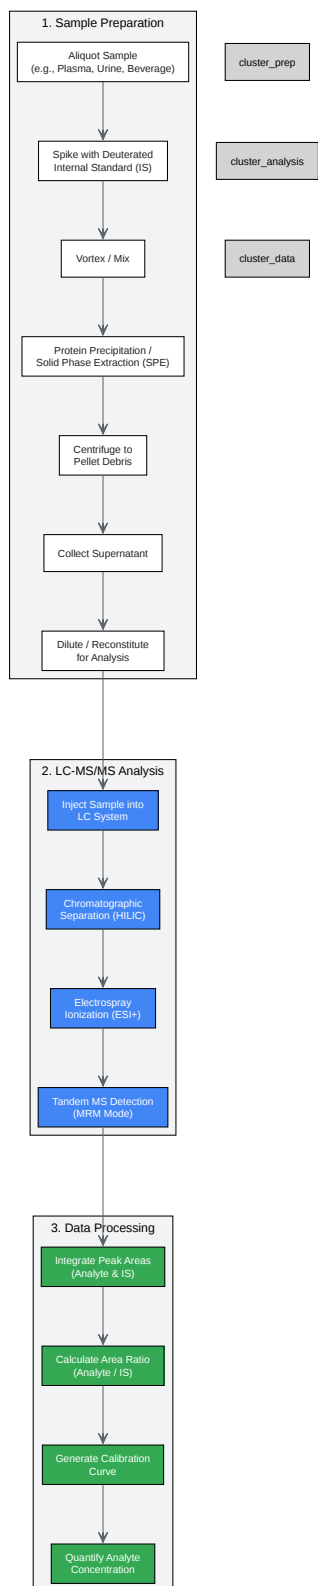 1. Sample Preparation
Aliquot Sample
(e.g., Plasma, Urine, Beverage)
cluster_prep
Spike with Deuterated
Internal Standard (IS)
cluster_analysis
Vortex / Mix
cluster_data
Protein Precipitation /
Solid Phase Extraction (SPE)
Centrifuge to
Pellet Debris
Collect Supernatant
Dilute / Reconstitute
for Analysis
2. LC-MS/MS Analysis
Inject Sample into
LC System
Chromatographic
Separation (HILIC)
Electrospray
Ionization (ESI+)
Tandem MS Detection
(MRM Mode)
3. Data Processing
Integrate Peak Areas
(Analyte & IS)
Calculate Area Ratio
(Analyte / IS)
Generate Calibration
Curve
Quantify Analyte
Concentration